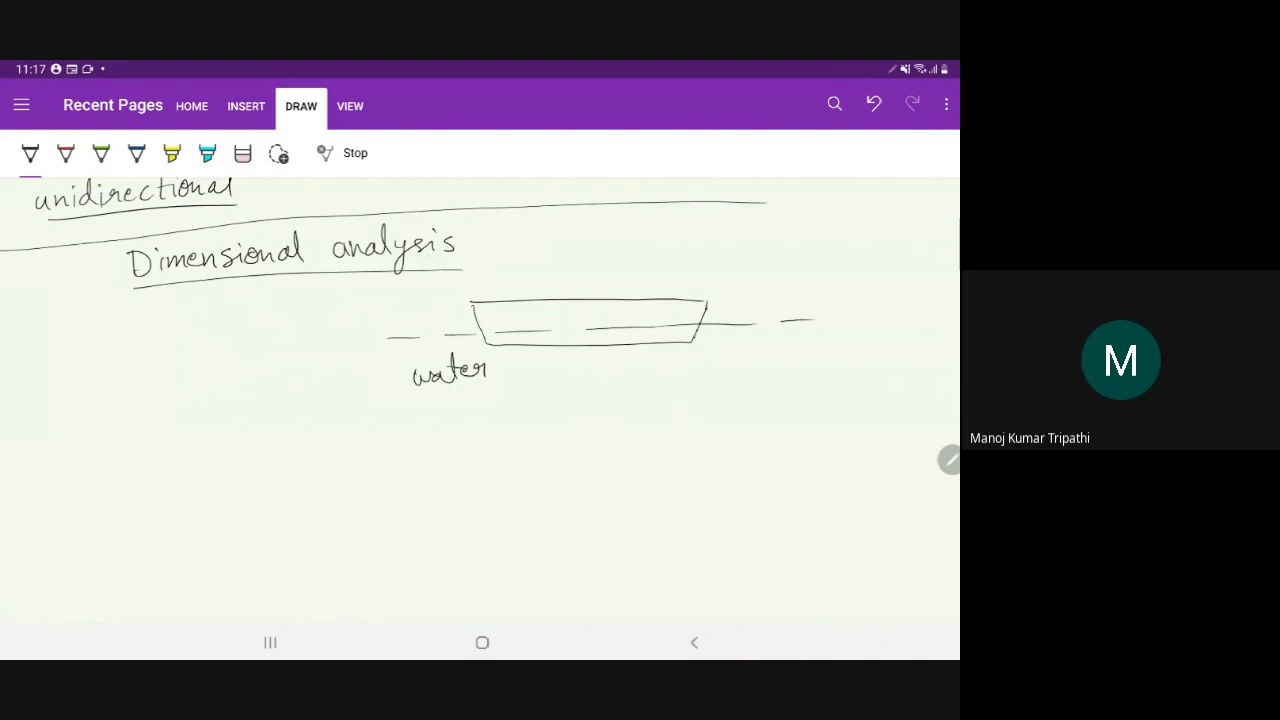 11:17
Recent Pages HOME INSERT DRAW VIEW
Stop
unidirectional
Dimensional analysis
water
M
Manoj Kumar Tripathi